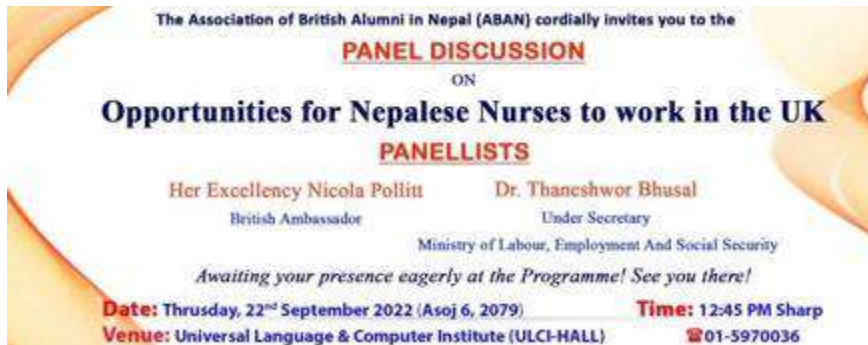 The Association of British Alumni in Nepal (ABAN) cordially invites you to the
PANEL DISCUSSION
ON
Opportunities for Nepalese Nurses to work in the UK
PANELLISTS
Her Excellency Nicola Pollitt Dr. Thaneshwor Bhusal
British Ambassador Under Secretary
Ministry of Labour, Employment And Social Security
Awaiting your presence eagerly at the Programme! See you there!
Date: Thrusday, 22nd September 2022 (Asoj 6, 2079) Time: 12:45 PM Sharp
Venue: Universal Language & Computer Institute (ULCI-HALL) ☎01-5970036